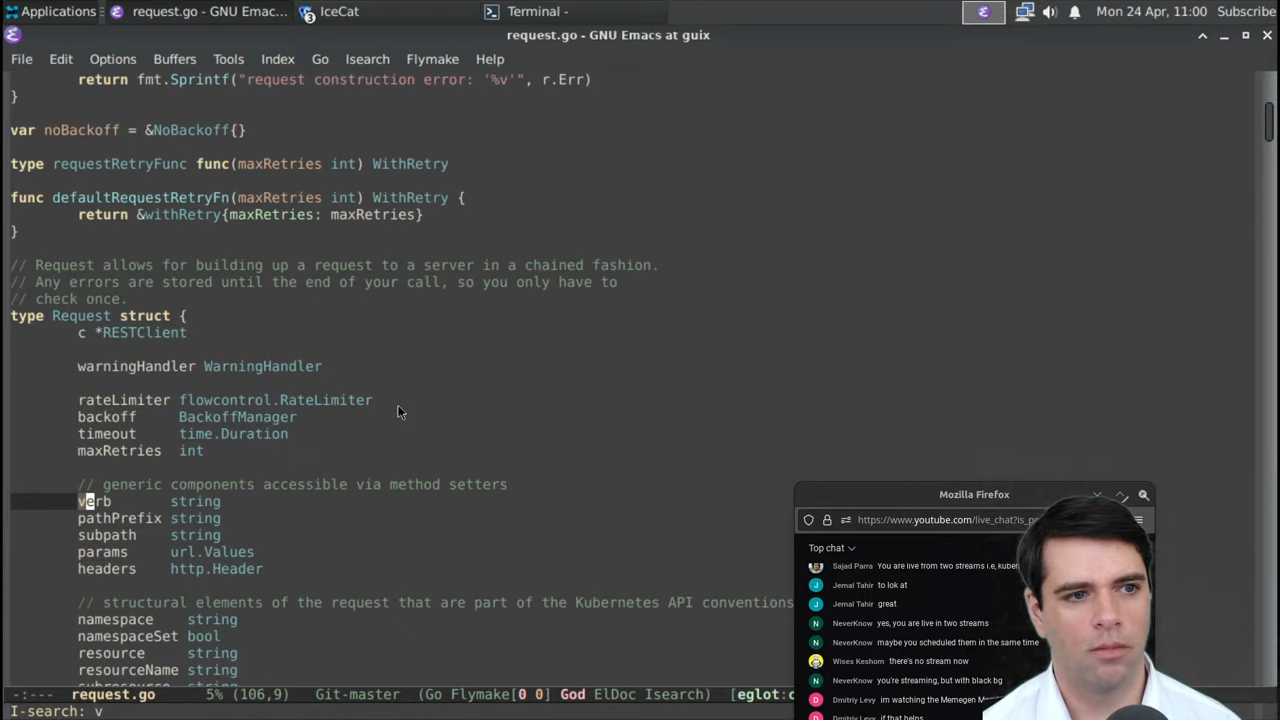 Applications
request.go - GNU Emac...
3
IceCat
Terminal -
Mon 24 Apr, 11:00
Subscribe
request.go - GNU Emacs at guix
File Edit Options Buffers Tools Index Go Isearch Flymake Help
return fmt.Sprintf("request construction error: '%v'", r.Err)
}
var noBackoff = &NoBackoff{}
type requestRetryFunc func(maxRetries int) WithRetry
func defaultRequestRetryFn(maxRetries int) WithRetry {
return &withRetry{maxRetries: maxRetries}
}
// Request allows for building up a request to a server in a chained fashion.
// Any errors are stored until the end of your call, so you only have to
// check once.
type Request struct {
c *RESTClient
warningHandler WarningHandler
rateLimiter flowcontrol.RateLimiter
backoff BackoffManager
timeout time.Duration
maxRetries int
// generic components accessible via method setters
verb string
pathPrefix string
subpath string
params url.Values
headers http.Header
// structural elements of the request that are part of the Kubernetes API conventions
namespace string
namespaceSet bool
resource string
resourceName string
subresource string
-:--- request.go 5% (106,9) Git-master (Go Flymake[0 0] God ElDoc Isearch) [eglot:c
I-search: v
Mozilla Firefox
https://www.youtube.com/live_chat?is_po
Top chat
Sajad Parra You are live from two streams i.e, kuber
Jemal Tahir to lok at
Jemal Tahir great
NeverKnow yes, you are live in two streams
NeverKnow maybe you scheduled them in the same time
Wises Keshom there's no stream now
NeverKnow you're streaming, but with black bg
Dmitriy Levy im watching the Memegen M
Dmitriy Levy if that helps